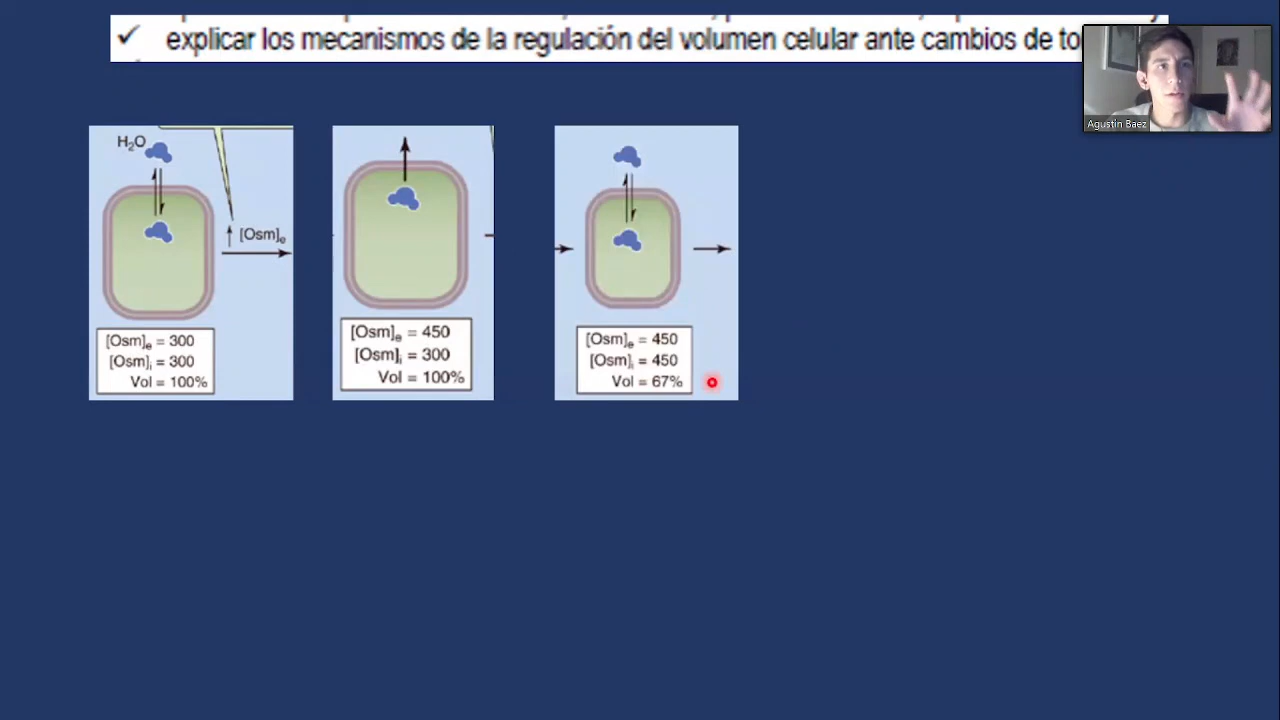 ✓ explicar los mecanismos de la regulación del volumen celular ante cambios de
Agustín Baez
H₂O
↑ [Osm]ₑ
[Osm]ₑ = 300
[Osm]ᵢ = 300
Vol = 100%
[Osm]ₑ = 450
[Osm]ᵢ = 300
Vol = 100%
[Osm]ₑ = 450
[Osm]ᵢ = 450
Vol = 67%